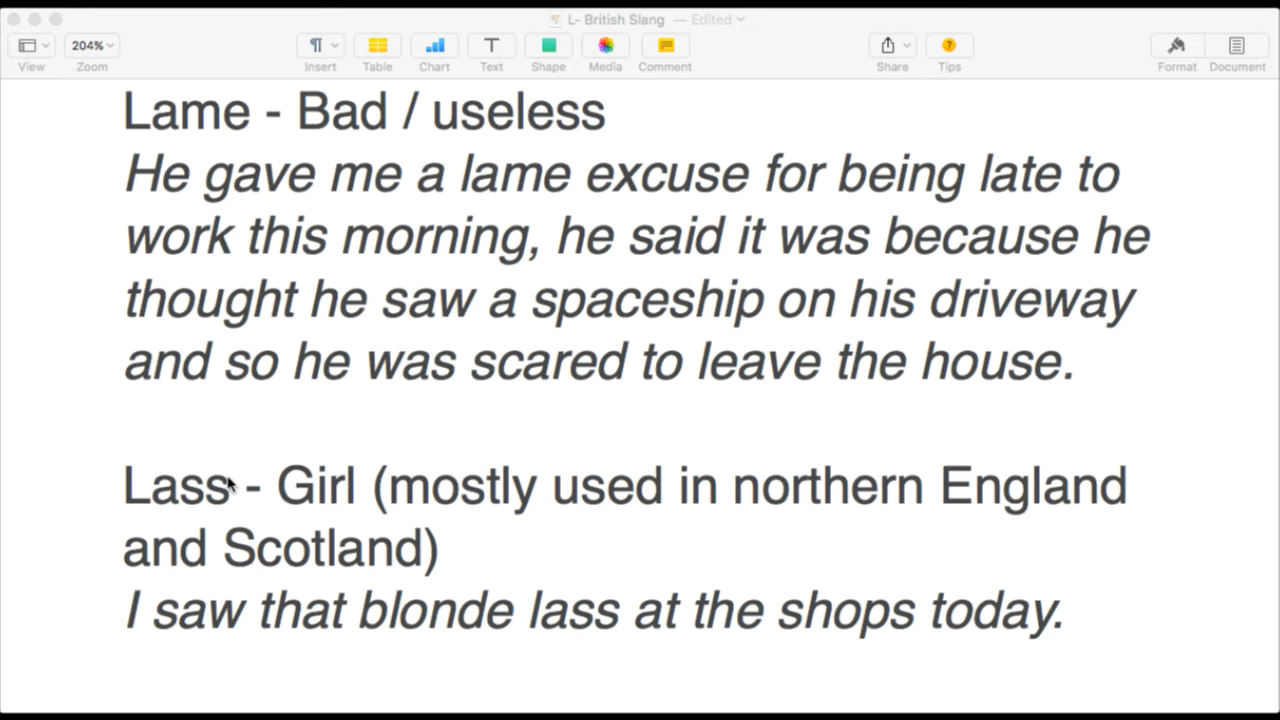 L- British Slang — Edited
204%
View Zoom Insert Table Chart Text Shape Media Comment Share Tips Format Document
Lame - Bad / useless
He gave me a lame excuse for being late to
work this morning, he said it was because he
thought he saw a spaceship on his driveway
and so he was scared to leave the house.
Lass - Girl (mostly used in northern England
and Scotland)
I saw that blonde lass at the shops today.